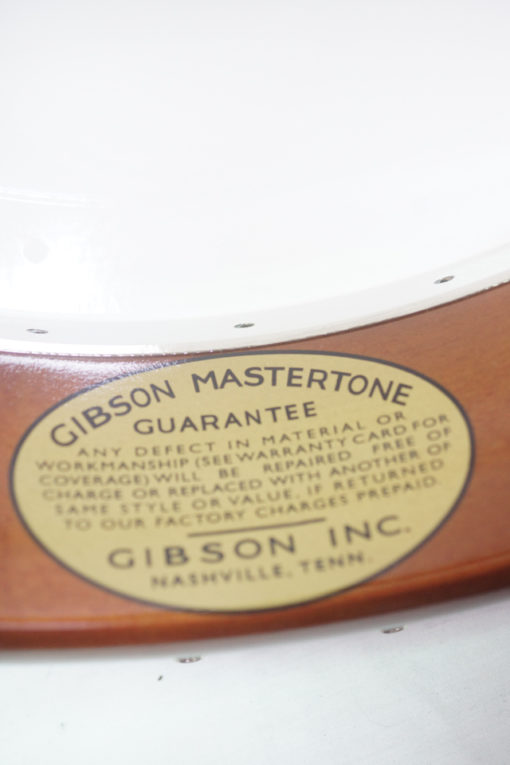 GIBSON MASTERTONE
GUARANTEE
ANY DEFECT IN MATERIAL OR
WORKMANSHIP (SEE WARRANTY CARD FOR
COVERAGE) WILL BE REPAIRED FREE OF
CHARGE OR REPLACED WITH ANOTHER OF
SAME STYLE OR VALUE, IF RETURNED
TO OUR FACTORY CHARGES PREPAID.
GIBSON INC.
NASHVILLE, TENN.